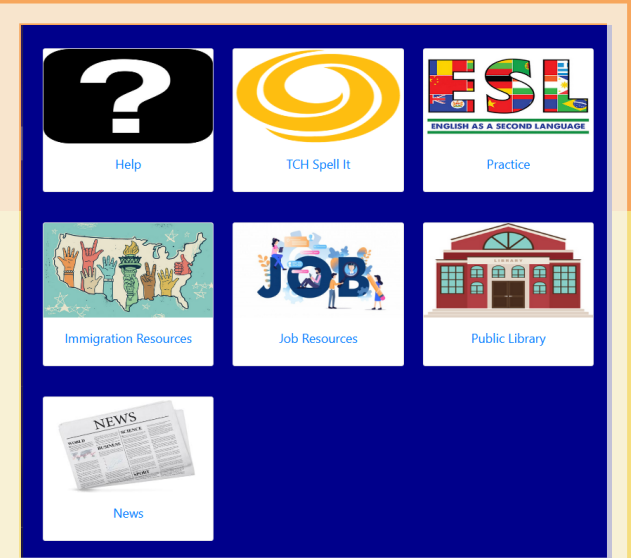 ?
ESL
ENGLISH AS A SECOND LANGUAGE
Help
TCH Spell It
Practice
JOB
LIBRARY
Immigration Resources
Job Resources
Public Library
NEWS
WORLD
BUSINESS
SCIENCE
SPORT
News